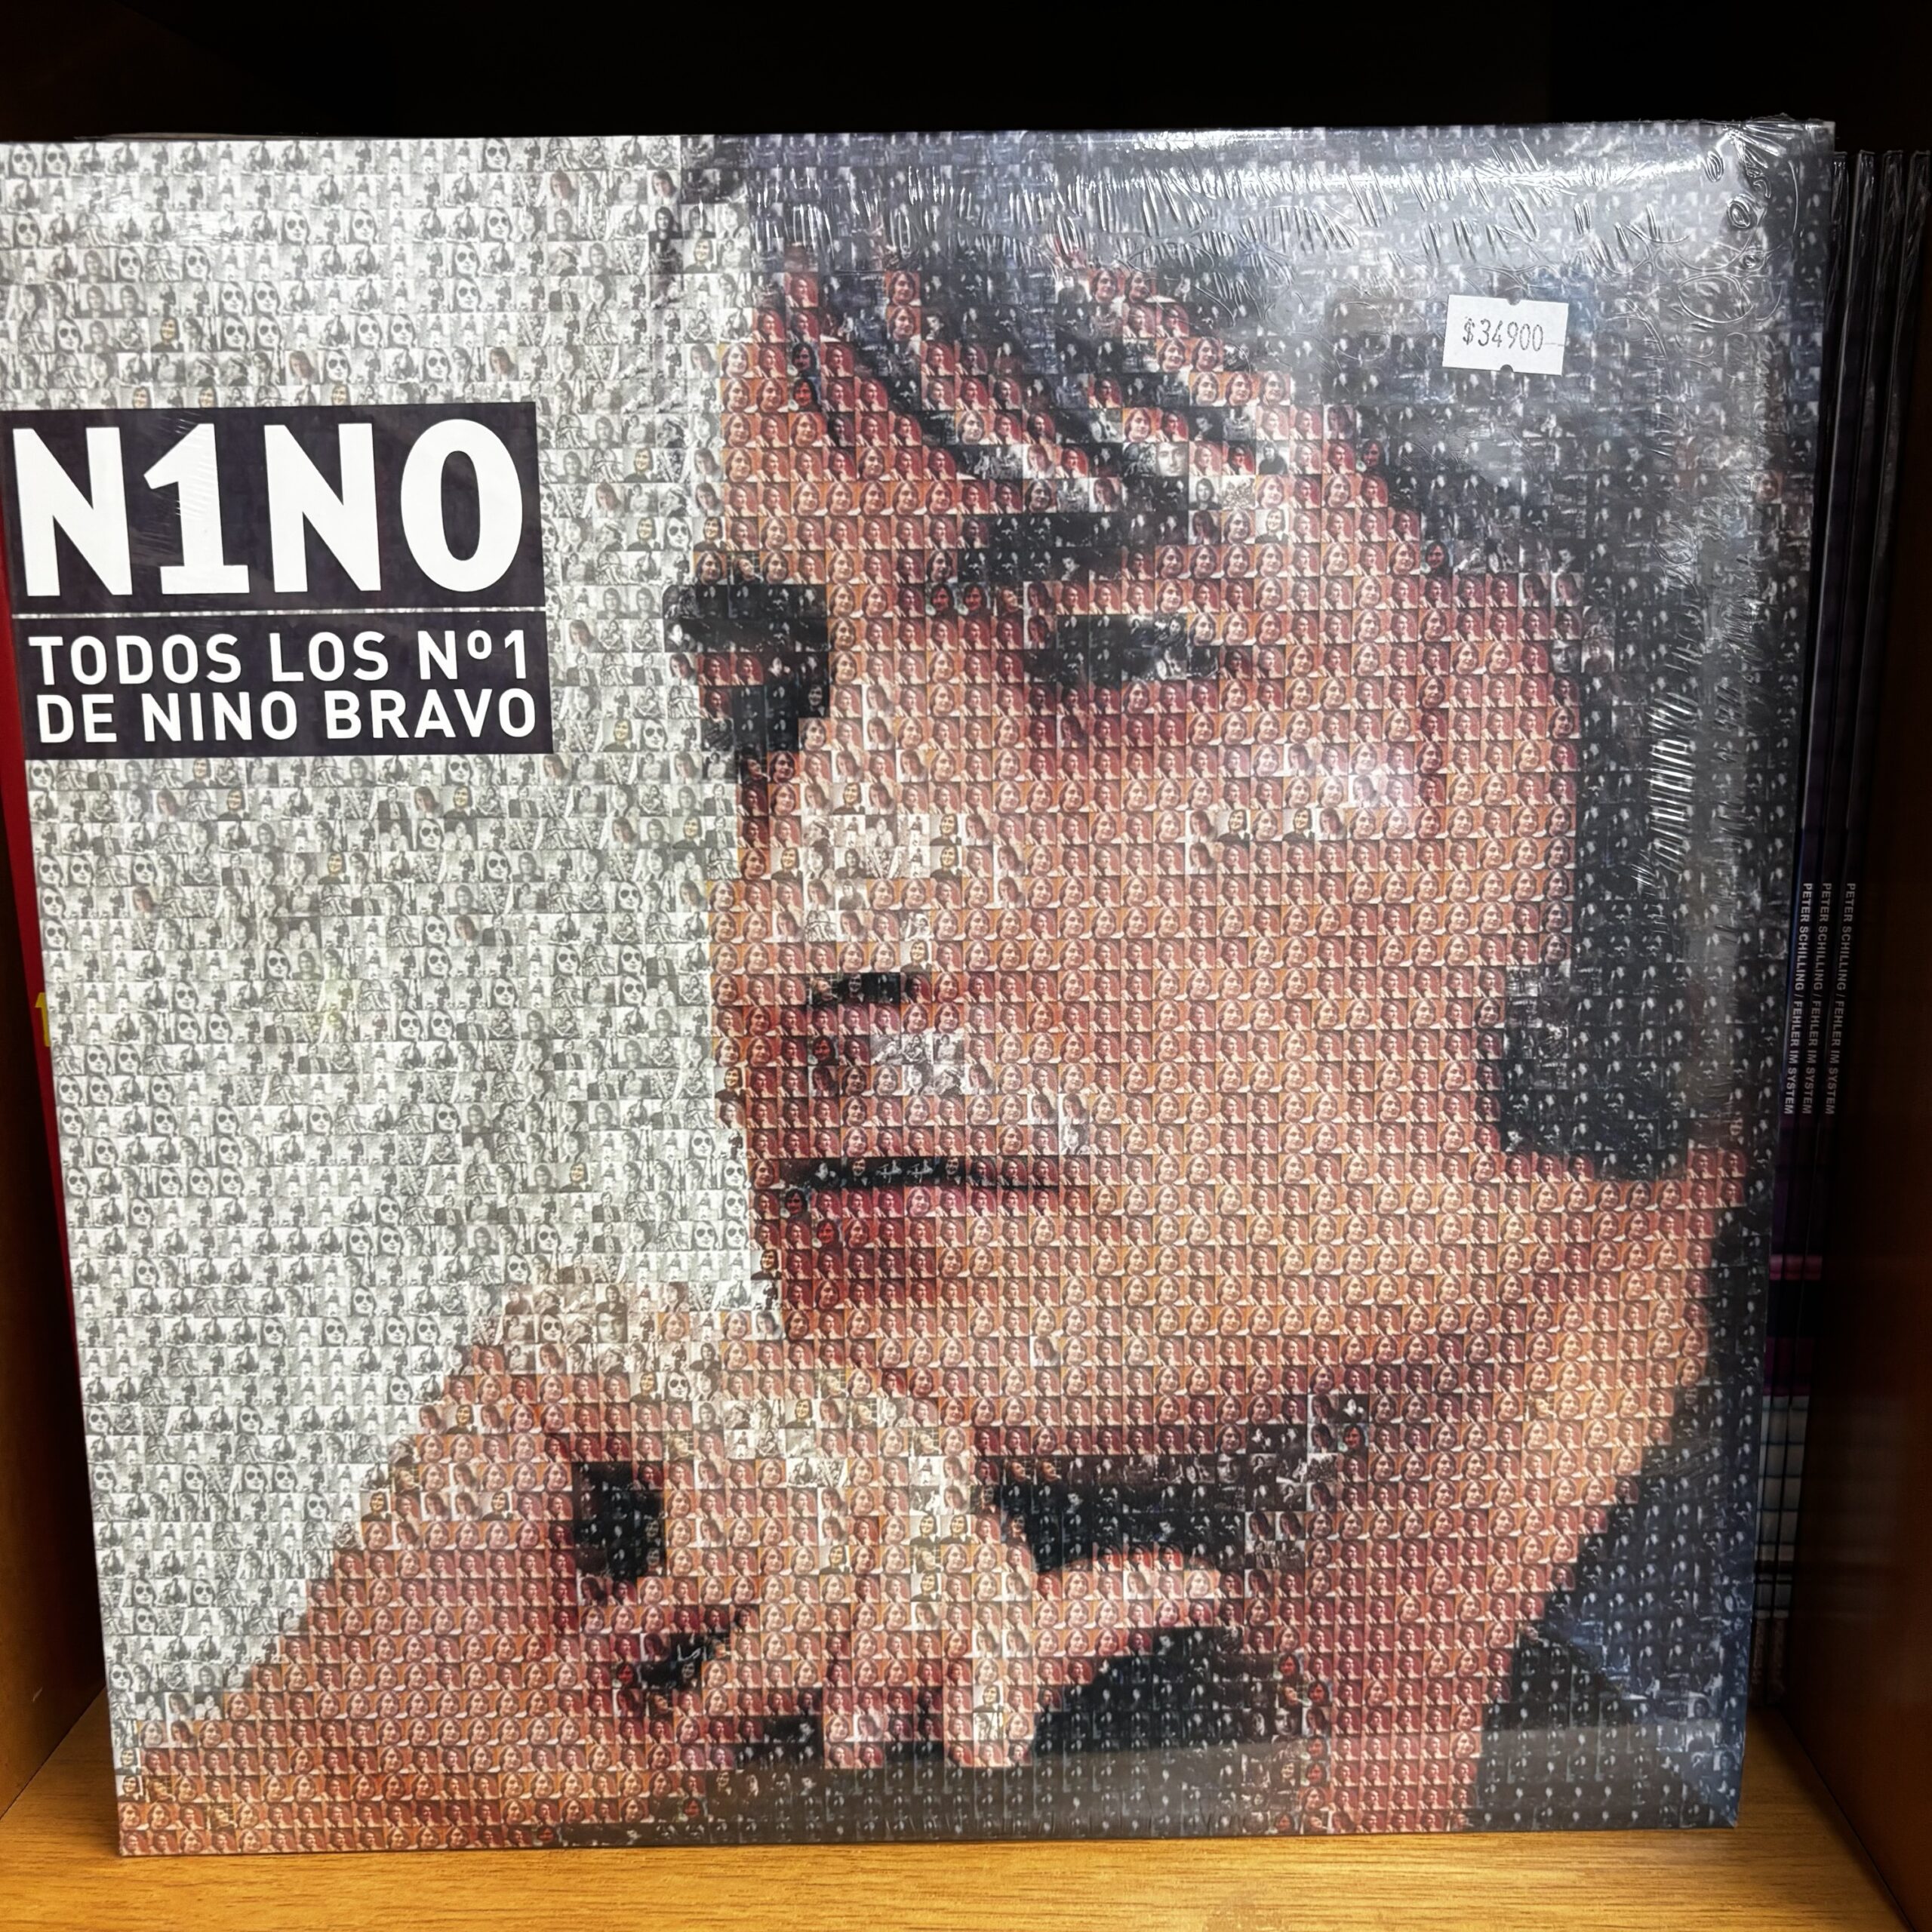 N1NO
TODOS LOS Nº1
DE NINO BRAVO
$34900
PETER SCHILLING / FEHLER IM SYSTEM
PETER SCHILLING / FEHLER IM SYSTEM
PETER SCHILLING / FEHLER IM SYSTEM